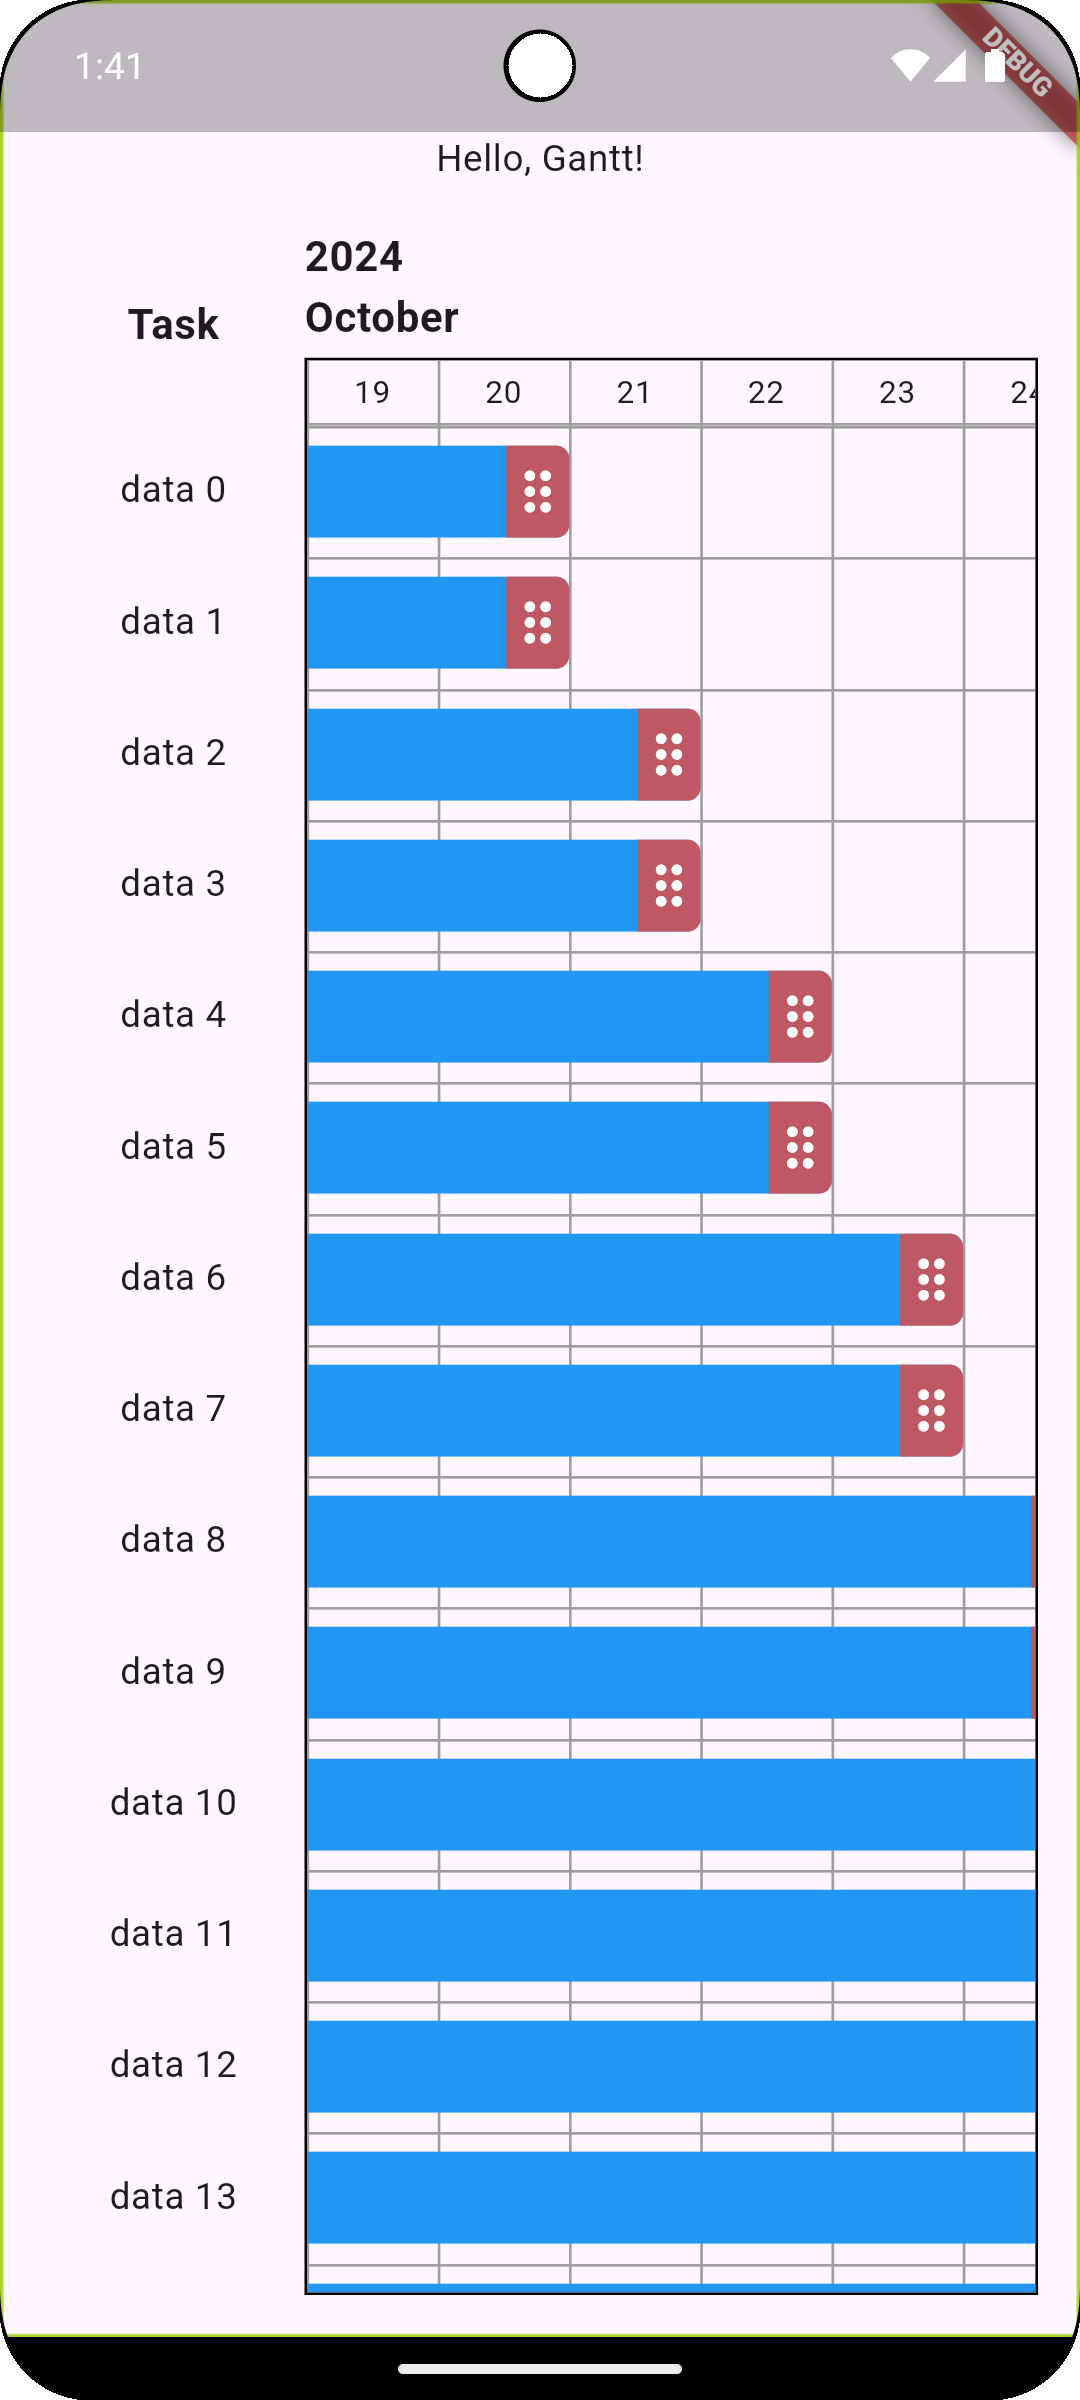 1:41
DEBUG
Hello, Gantt!
2024
October
Task
19 20 21 22 23
data 0
data 1
data 2
data 3
data 4
data 5
data 6
data 7
data 8
data 9
data 10
data 11
data 12
data 13